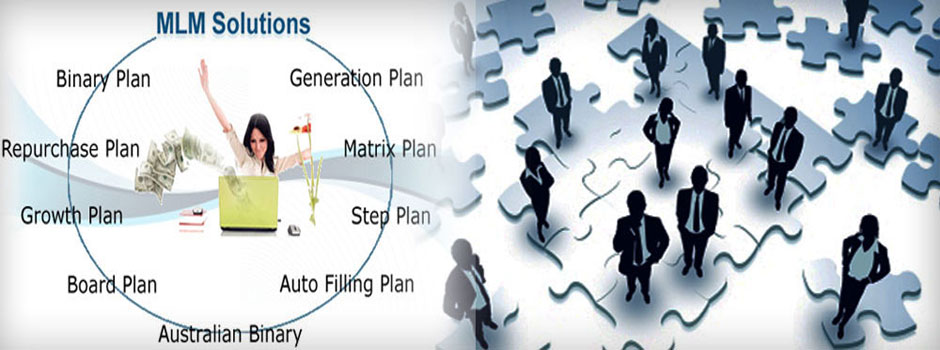 MLM Solutions
Binary Plan
Generation Plan
Repurchase Plan
Matrix Plan
Growth Plan
Step Plan
Board Plan
Auto Filling Plan
Australian Binary